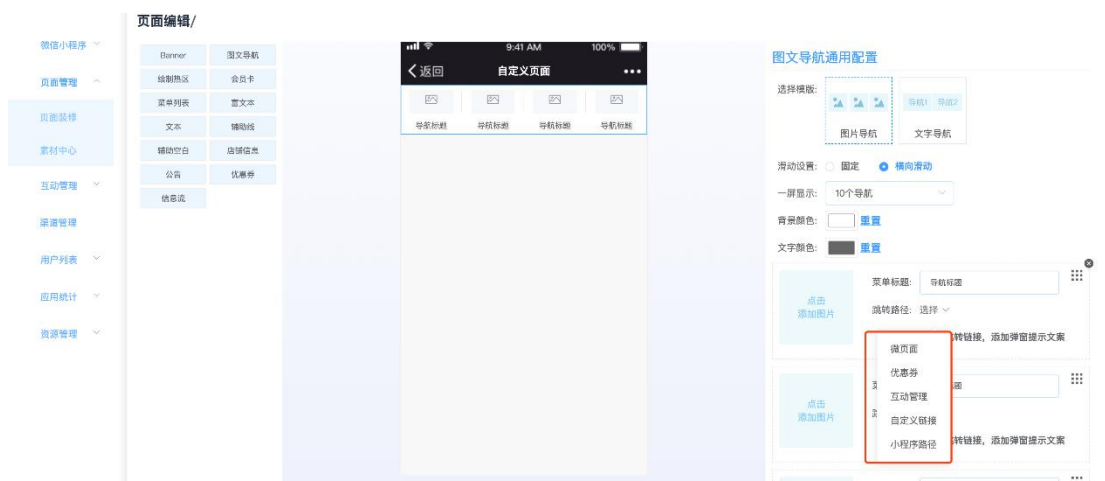 页面编辑/
微信小程序
页面管理
页面装修
素材中心
互动管理
渠道管理
用户列表
应用统计
资源管理
Banner 图文导航
绘制热区 会员卡
菜单列表 富文本
文本 辅助线
辅助空白 店铺信息
公告 优惠券
信息流
9:41 AM 100%
返回 自定义页面
导航标题 导航标题 导航标题 导航标题
图文导航通用配置
选择模版:
导航1 导航2
图片导航 文字导航
滑动设置: 固定 横向滑动
一屏显示: 10个导航
背景颜色: 重置
文字颜色: 重置
点击
添加图片
菜单标题: 导航标题
跳转路径: 选择
转链接，添加弹窗提示文案
微页面
优惠券
互动管理
自定义链接
小程序路径
点击
添加图片
转链接，添加弹窗提示文案